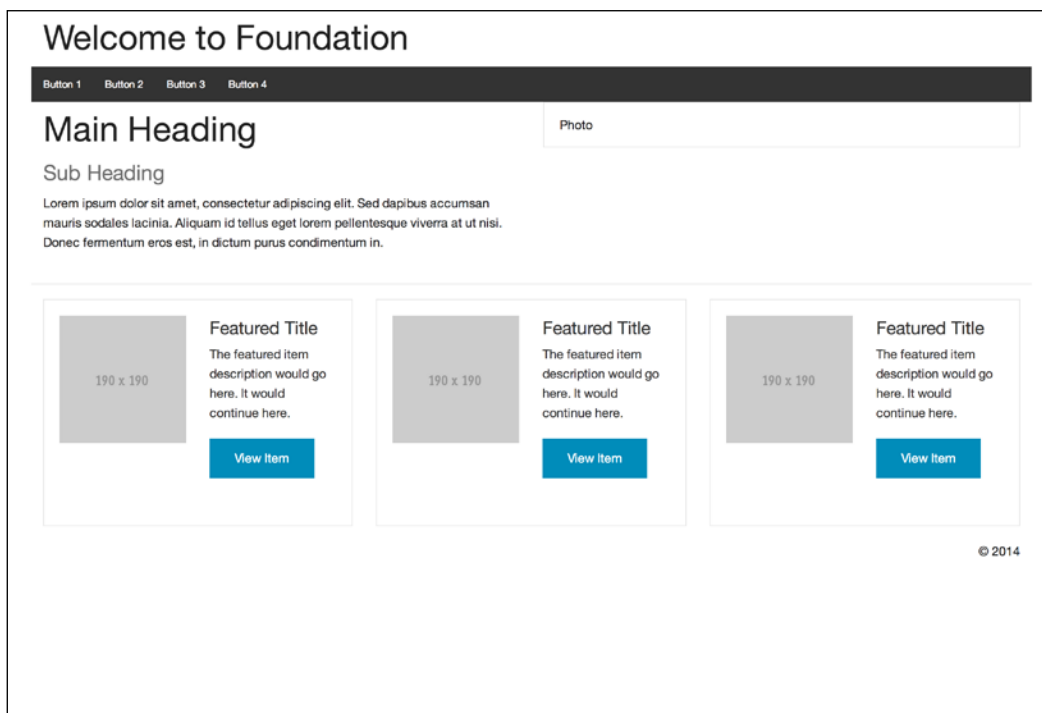 Welcome to Foundation
Button 1 Button 2 Button 3 Button 4
Main Heading
Sub Heading
Lorem ipsum dolor sit amet, consectetur adipiscing elit. Sed dapibus accumsan
mauris sodales lacinia. Aliquam id tellus eget lorem pellentesque viverra at ut nisi.
Donec fermentum eros est, in dictum purus condimentum in.
Photo
190 x 190
Featured Title
The featured item
description would go
here. It would
continue here.
View Item
190 x 190
Featured Title
The featured item
description would go
here. It would
continue here.
View Item
190 x 190
Featured Title
The featured item
description would go
here. It would
continue here.
View Item
© 2014